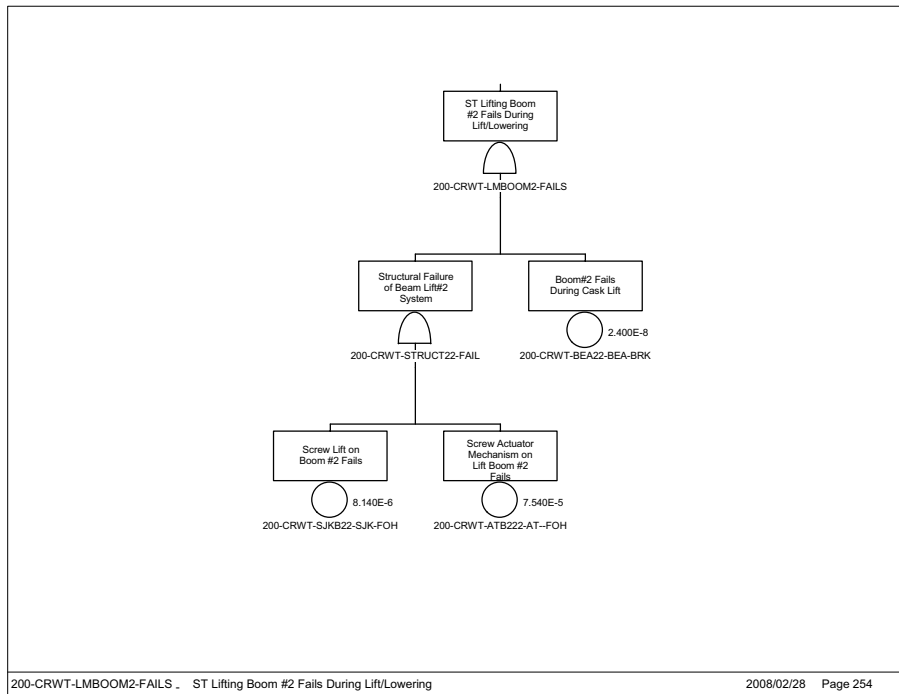 ST Lifting Boom
#2 Fails During
Lift/Lowering
200-CRWT-LMBOOM2-FAILS
Structural Failure
of Beam Lift#2
System
200-CRWT-STRUCT22-FAIL
Boom#2 Fails
During Cask Lift
2.400E-8
200-CRWT-BEA22-BEA-BRK
Screw Lift on
Boom #2 Fails
8.140E-6
200-CRWT-SJKB22-SJK-FOH
Screw Actuator
Mechanism on
Lift Boom #2
Fails
7.540E-5
200-CRWT-ATB222-AT--FOH
200-CRWT-LMBOOM2-FAILS - ST Lifting Boom #2 Fails During Lift/Lowering
2008/02/28 Page 254